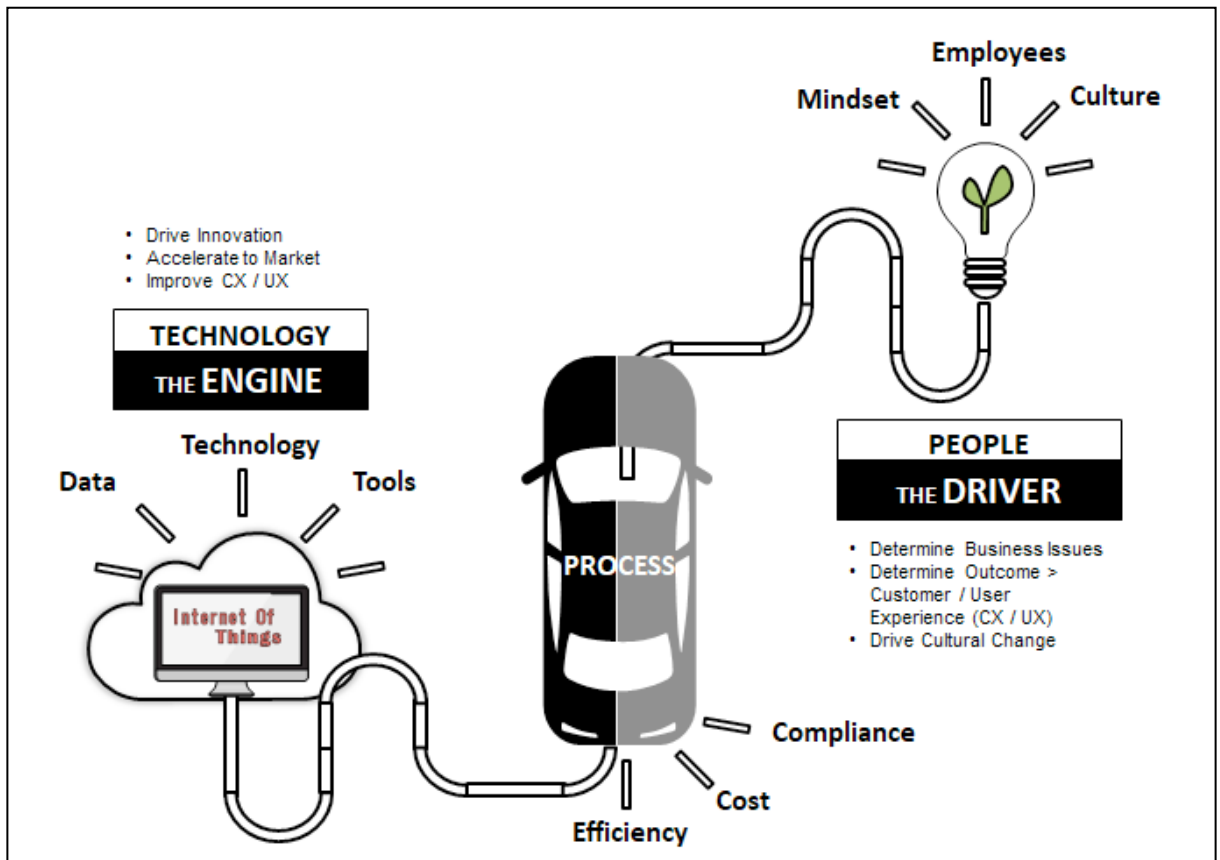 Employees
Mindset
Culture
• Drive Innovation
• Accelerate to Market
• Improve CX / UX
TECHNOLOGY
THE ENGINE
Technology
Data
Tools
Internet Of
Things
PROCESS
PEOPLE
THE DRIVER
• Determine Business Issues
• Determine Outcome >
Customer / User
Experience (CX / UX)
• Drive Cultural Change
Compliance
Cost
Efficiency